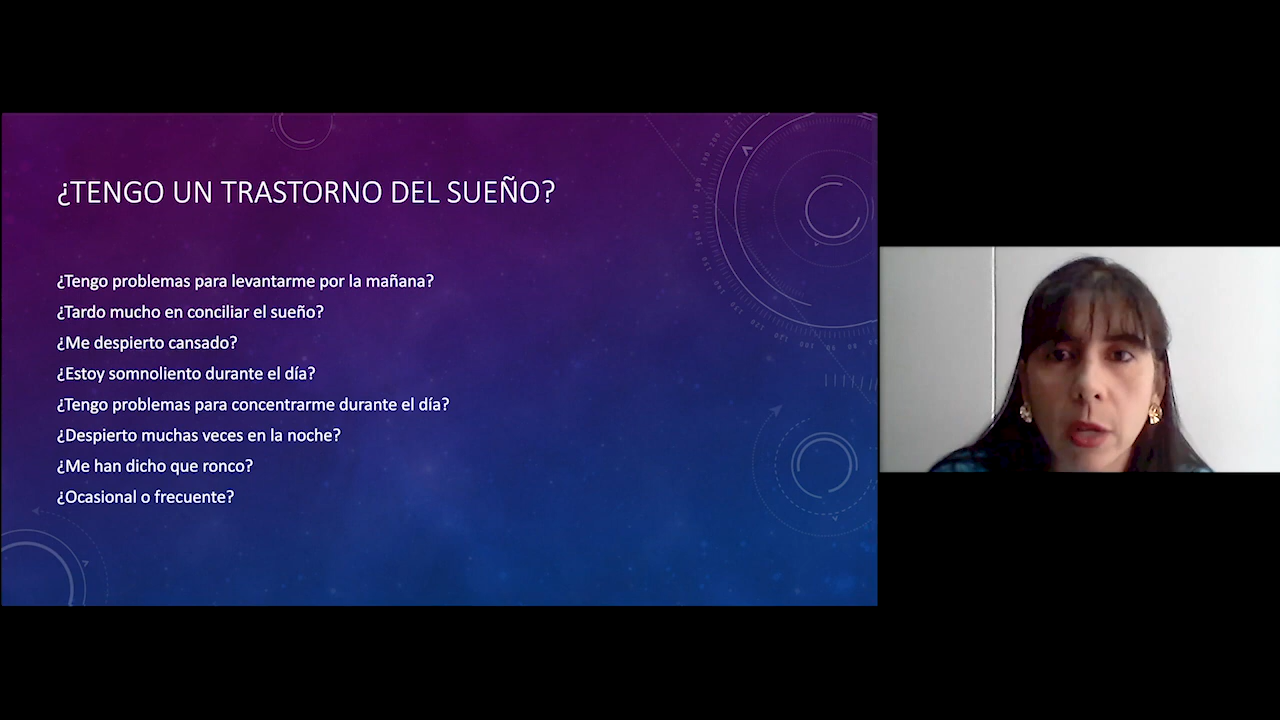 ¿TENGO UN TRASTORNO DEL SUEÑO?
¿Tengo problemas para levantarme por la mañana?
¿Tardo mucho en conciliar el sueño?
¿Me despierto cansado?
¿Estoy somnoliento durante el día?
¿Tengo problemas para concentrarme durante el día?
¿Despierto muchas veces en la noche?
¿Me han dicho que ronco?
¿Ocasional o frecuente?